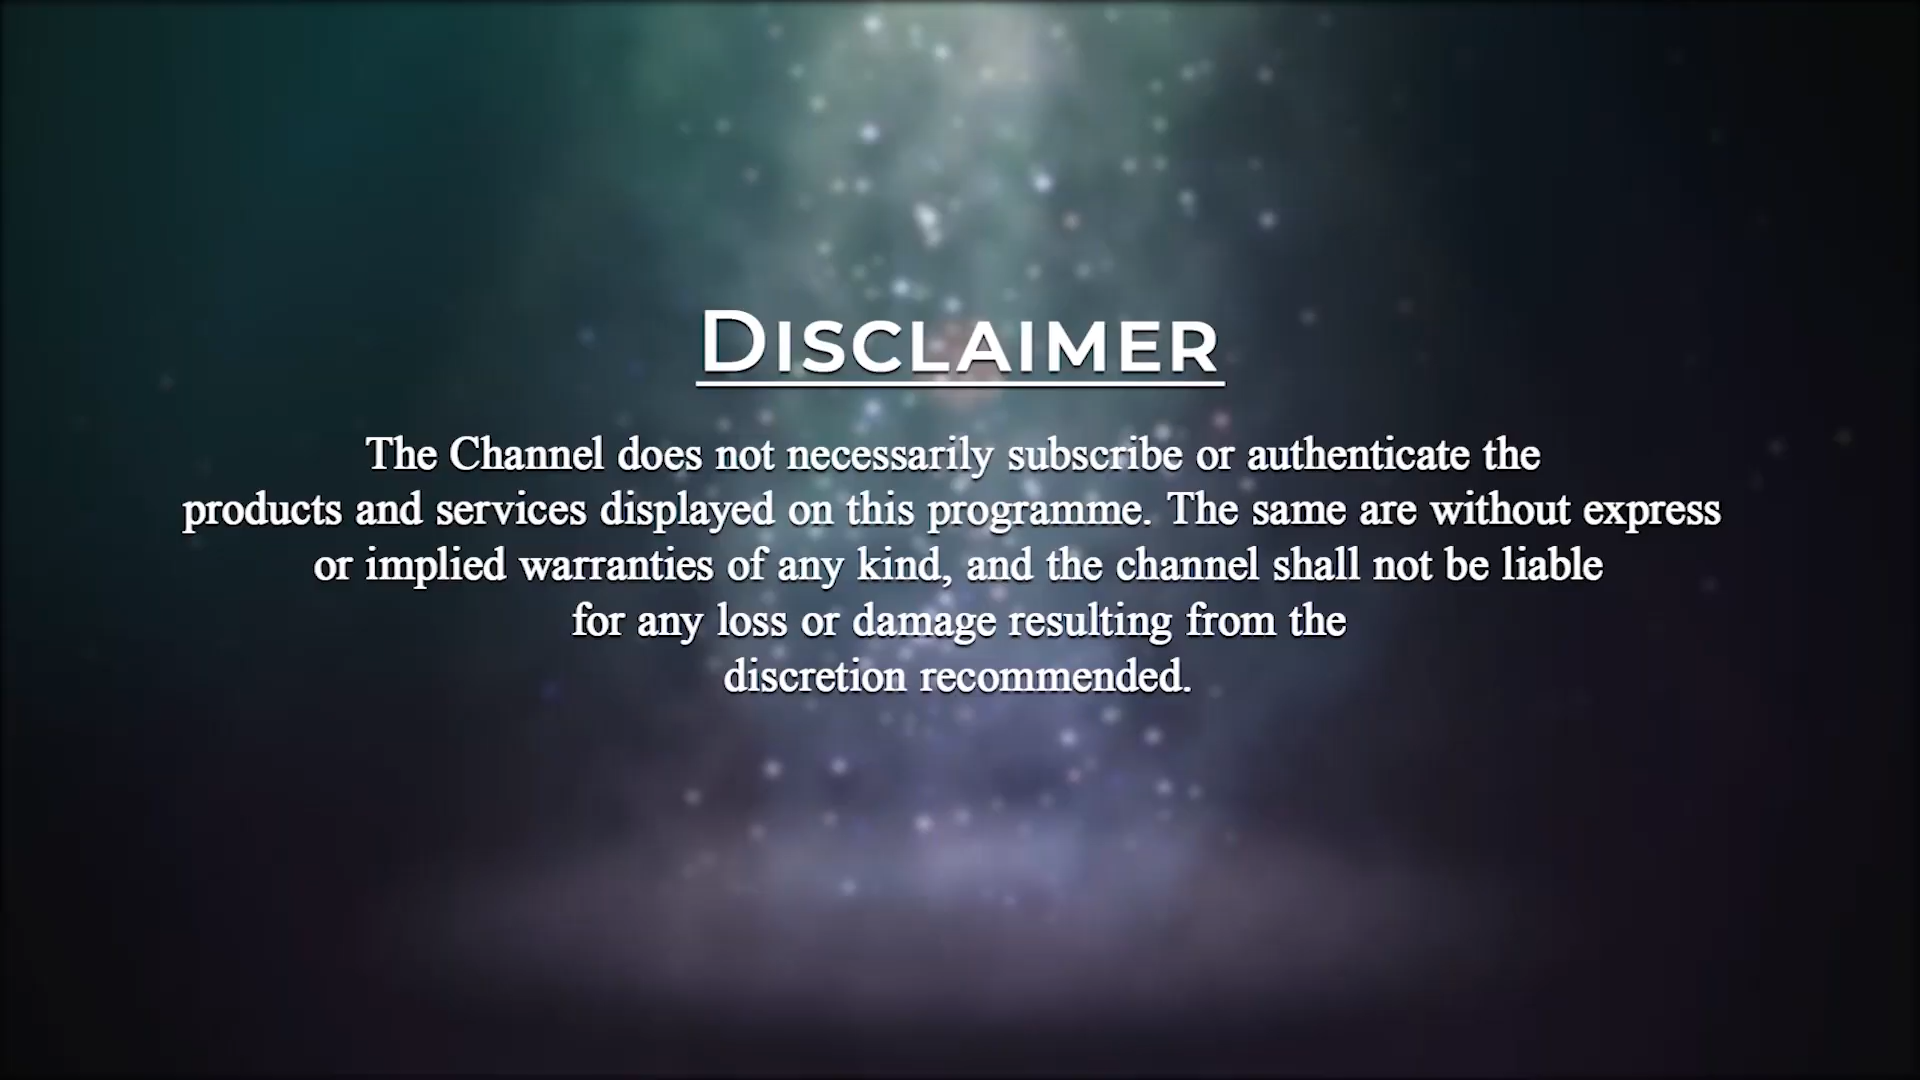 DISCLAIMER
The Channel does not necessarily subscribe or authenticate the
products and services displayed on this programme. The same are without express
or implied warranties of any kind, and the channel shall not be liable
for any loss or damage resulting from the
discretion recommended.